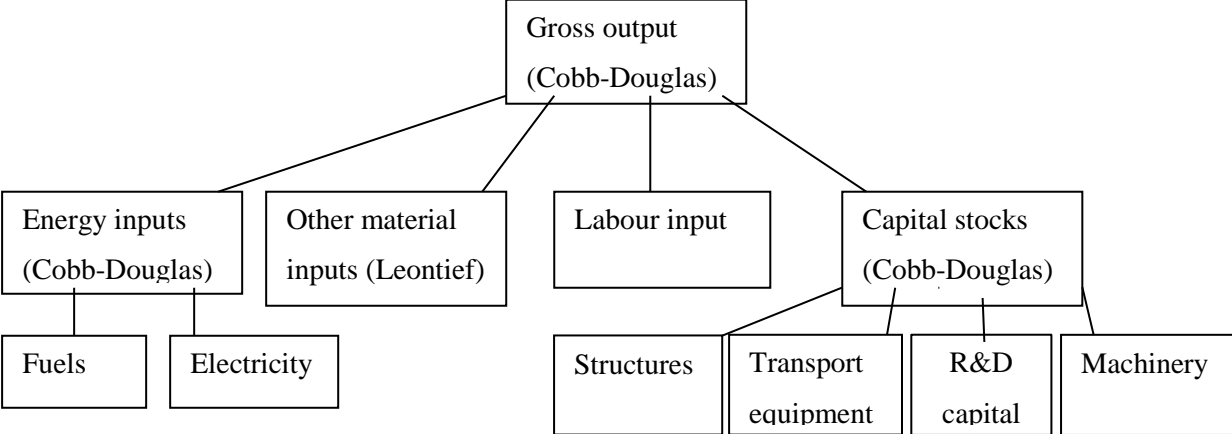 Gross output
(Cobb-Douglas)
Energy inputs
(Cobb-Douglas)
Other material
inputs (Leontief)
Labour input
Capital stocks
(Cobb-Douglas)
Fuels
Electricity
Structures
Transport
equipment
R&D
capital
Machinery